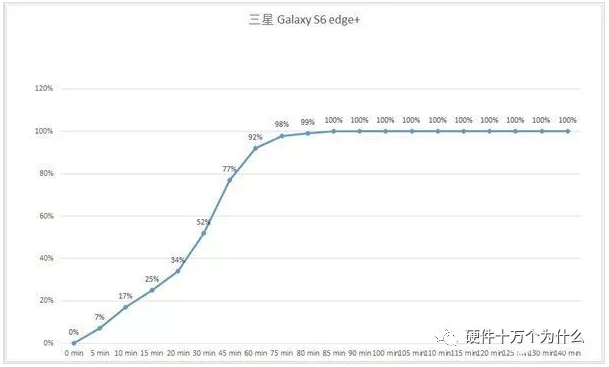 三星 Galaxy S6 edge+
120%
100%
80%
60%
40%
20%
0%
0% 7% 17% 25% 34% 52% 77% 92% 98% 99% 100% 100% 100% 100% 100% 100% 100% 100% 100% 100%
硬件十万个为什么
0 min 5 min 10 min 15 min 20 min 30 min 45 min 60 min 75 min 80 min 85 min 90 min 100 min 105 min 110 min 115 min 120 min 125 min 130 min 140 min